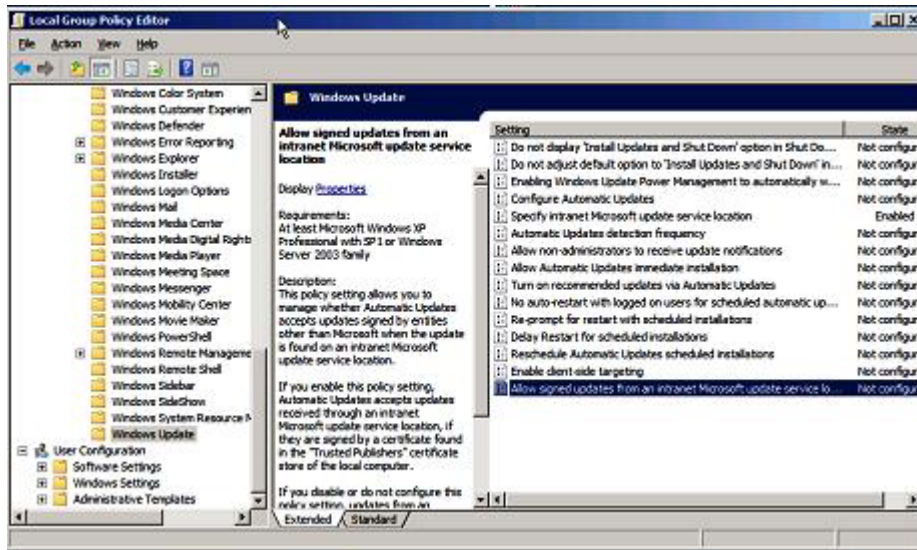 Local Group Policy Editor
File Action View Help
Windows Color System
Windows Customer Experien
Windows Defender
Windows Error Reporting
Windows Explorer
Windows Installer
Windows Logon Options
Windows Mail
Windows Media Center
Windows Media Digital Rights
Windows Media Player
Windows Meeting Space
Windows Messenger
Windows Mobility Center
Windows Movie Maker
Windows PowerShell
Windows Remote Manageme
Windows Remote Shell
Windows Sidebar
Windows SideShow
Windows System Resource M
Windows Update
User Configuration
Software Settings
Windows Settings
Administrative Templates
Windows Update
Allow signed updates from an
intranet Microsoft update service
location
Display Properties
Requirements:
At least Microsoft Windows XP
Professional with SP1 or Windows
Server 2003 family
Description:
This policy setting allows you to
manage whether Automatic Updates
accepts updates signed by entities
other than Microsoft when the update
is found on an intranet Microsoft
update service location.
If you enable this policy setting,
Automatic Updates accepts updates
received through an intranet
Microsoft update service location, if
they are signed by a certificate found
in the "Trusted Publishers" certificate
store of the local computer.
If you disable or do not configure this
policy setting, updates from an
Setting State
Do not display 'Install Updates and Shut Down' option in Shut Do.... Not configur
Do not adjust default option to 'Install Updates and Shut Down' in... Not configur
Enabling Windows Update Power Management to automatically w.... Not configur
Configure Automatic Updates Not configur
Specify intranet Microsoft update service location Enabled
Automatic Updates detection frequency Not configur
Allow non-administrators to receive update notifications Not configur
Allow Automatic Updates immediate installation Not configur
Turn on recommended updates via Automatic Updates Not configur
No auto-restart with logged on users for scheduled automatic up.... Not configur
Re-prompt for restart with scheduled installations Not configur
Delay Restart for scheduled installations Not configur
Reschedule Automatic Updates scheduled installations Not configur
Enable client-side targeting Not configur
Allow signed updates from an intranet Microsoft update service lo.... Not configur
Extended Standard